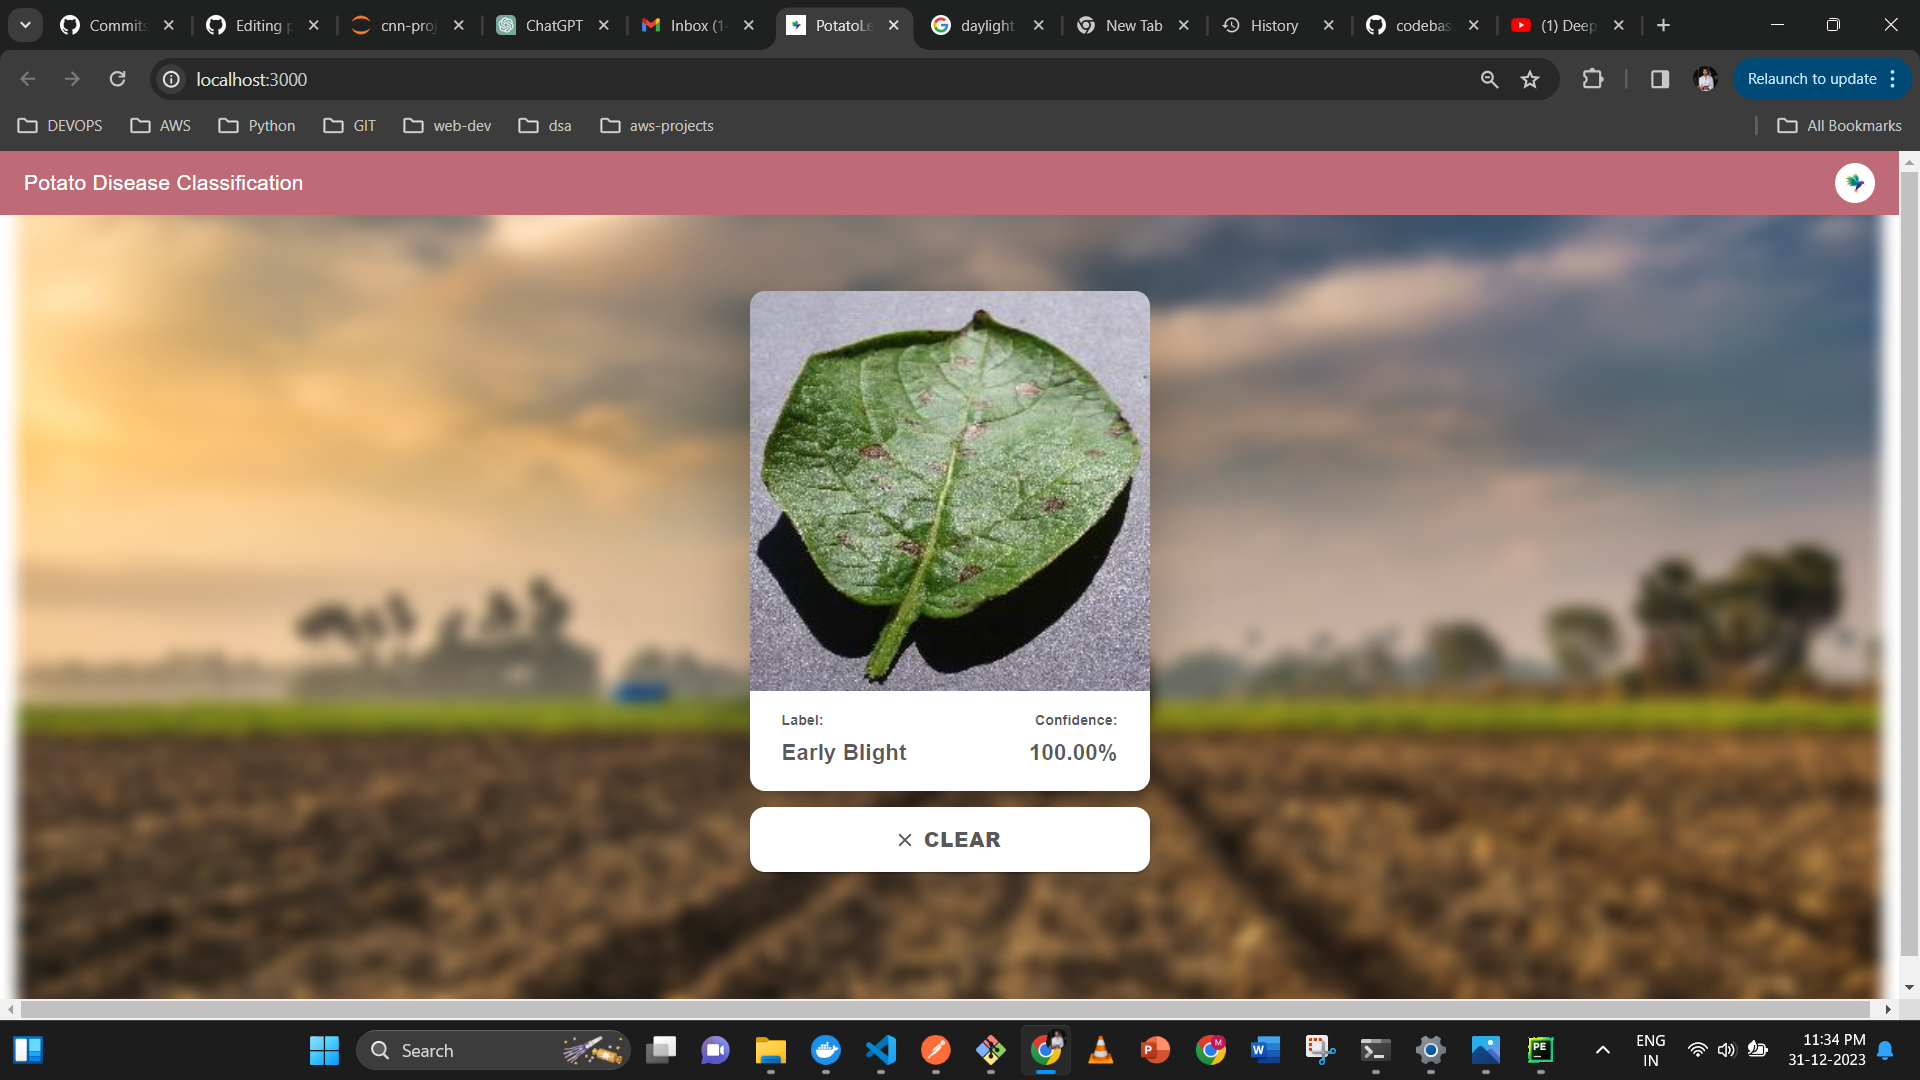 Commits
Editing p
cnn-proj
ChatGPT
Inbox (1
PotatoLe
daylight
New Tab
History
codebas
(1) Deep
localhost:3000
Relaunch to update
DEVOPS
AWS
Python
GIT
web-dev
dsa
aws-projects
All Bookmarks
Potato Disease Classification
Label:
Confidence:
Early Blight
100.00%
CLEAR
Search
ENG
IN
11:34 PM
31-12-2023